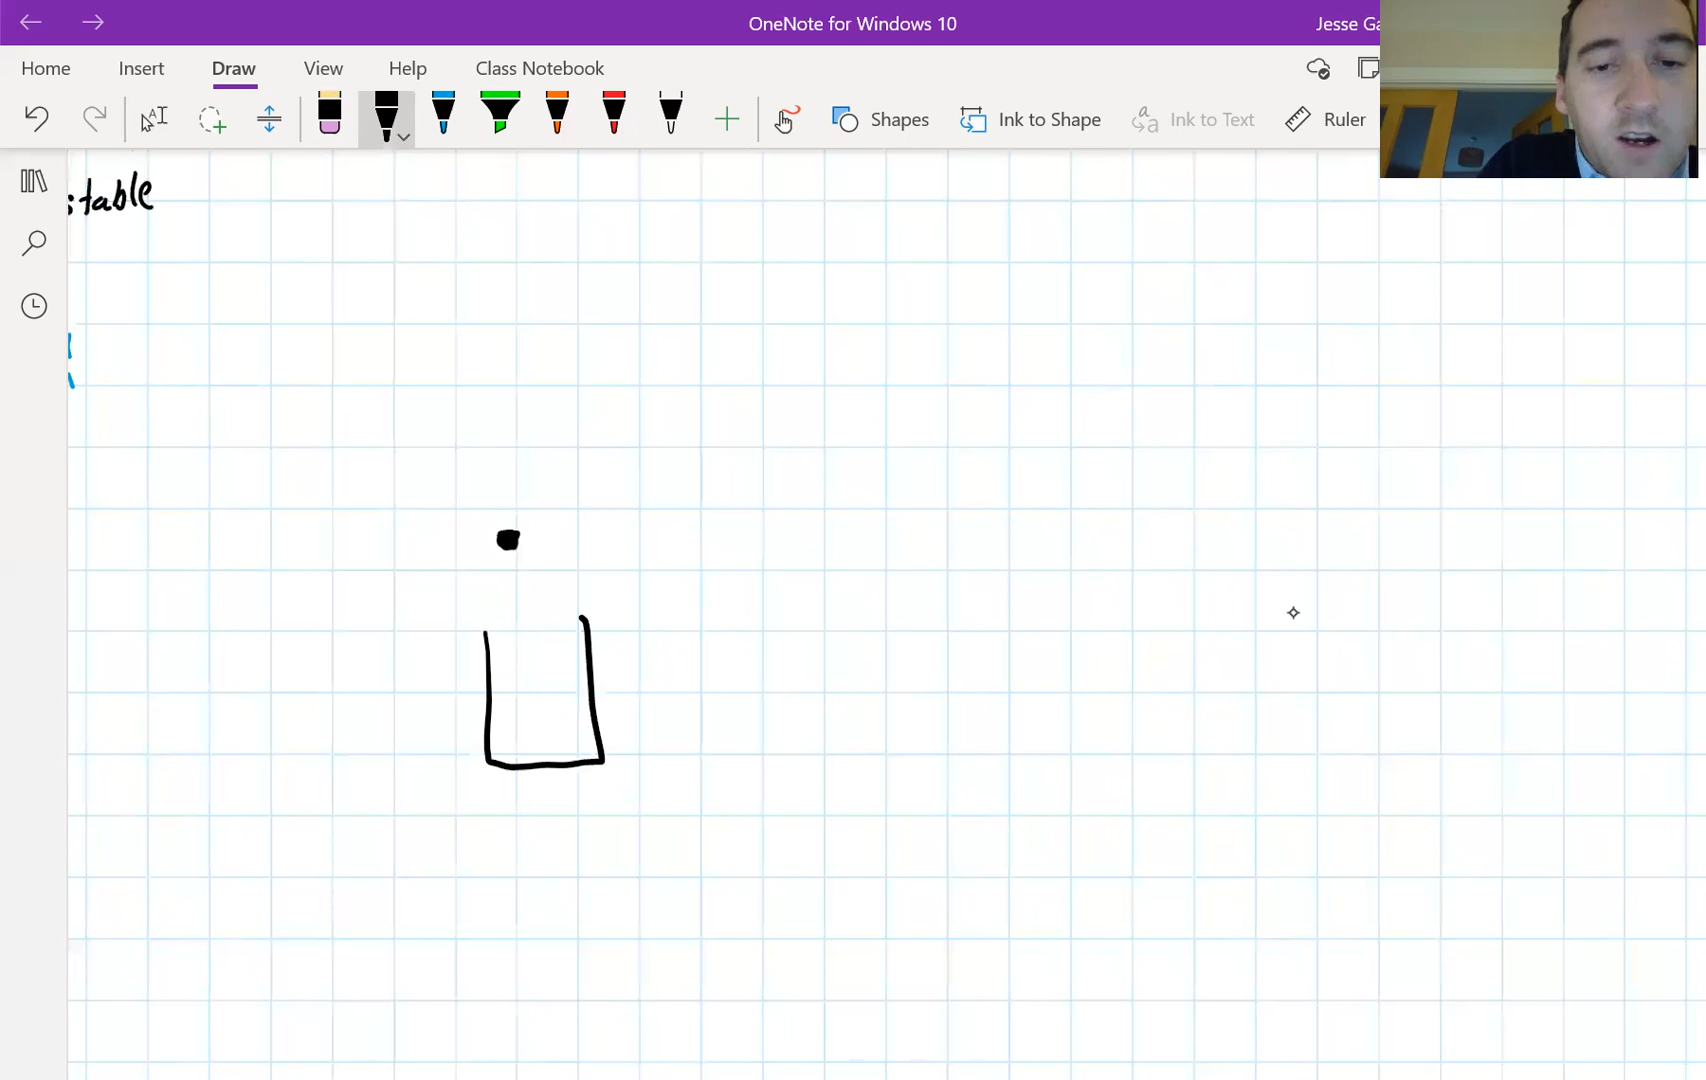 OneNote for Windows 10
Jesse Ga
Home Insert Draw View Help Class Notebook
Shapes Ink to Shape Ink to Text Ruler
stable